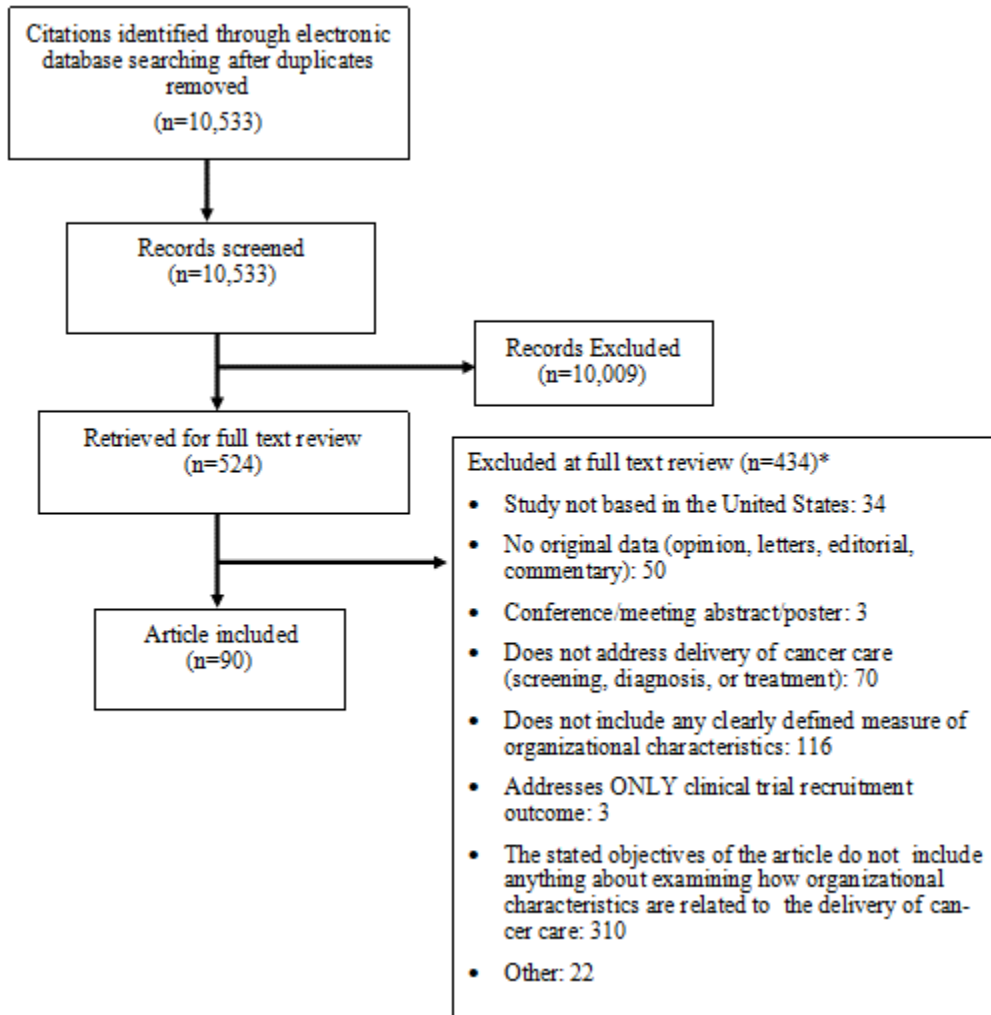 Citations identified through electronic
database searching after duplicates
removed
(n=10,533)
Records screened
(n=10,533)
Records Excluded
(n=10,009)
Retrieved for full text review
(n=524)
Excluded at full text review (n=434)*
• Study not based in the United States: 34
• No original data (opinion, letters, editorial,
commentary): 50
• Conference/meeting abstract/poster: 3
• Does not address delivery of cancer care
(screening, diagnosis, or treatment): 70
• Does not include any clearly defined measure of
organizational characteristics: 116
• Addresses ONLY clinical trial recruitment
outcome: 3
• The stated objectives of the article do not include
anything about examining how organizational
characteristics are related to the delivery of can-
cer care: 310
• Other: 22
Article included
(n=90)